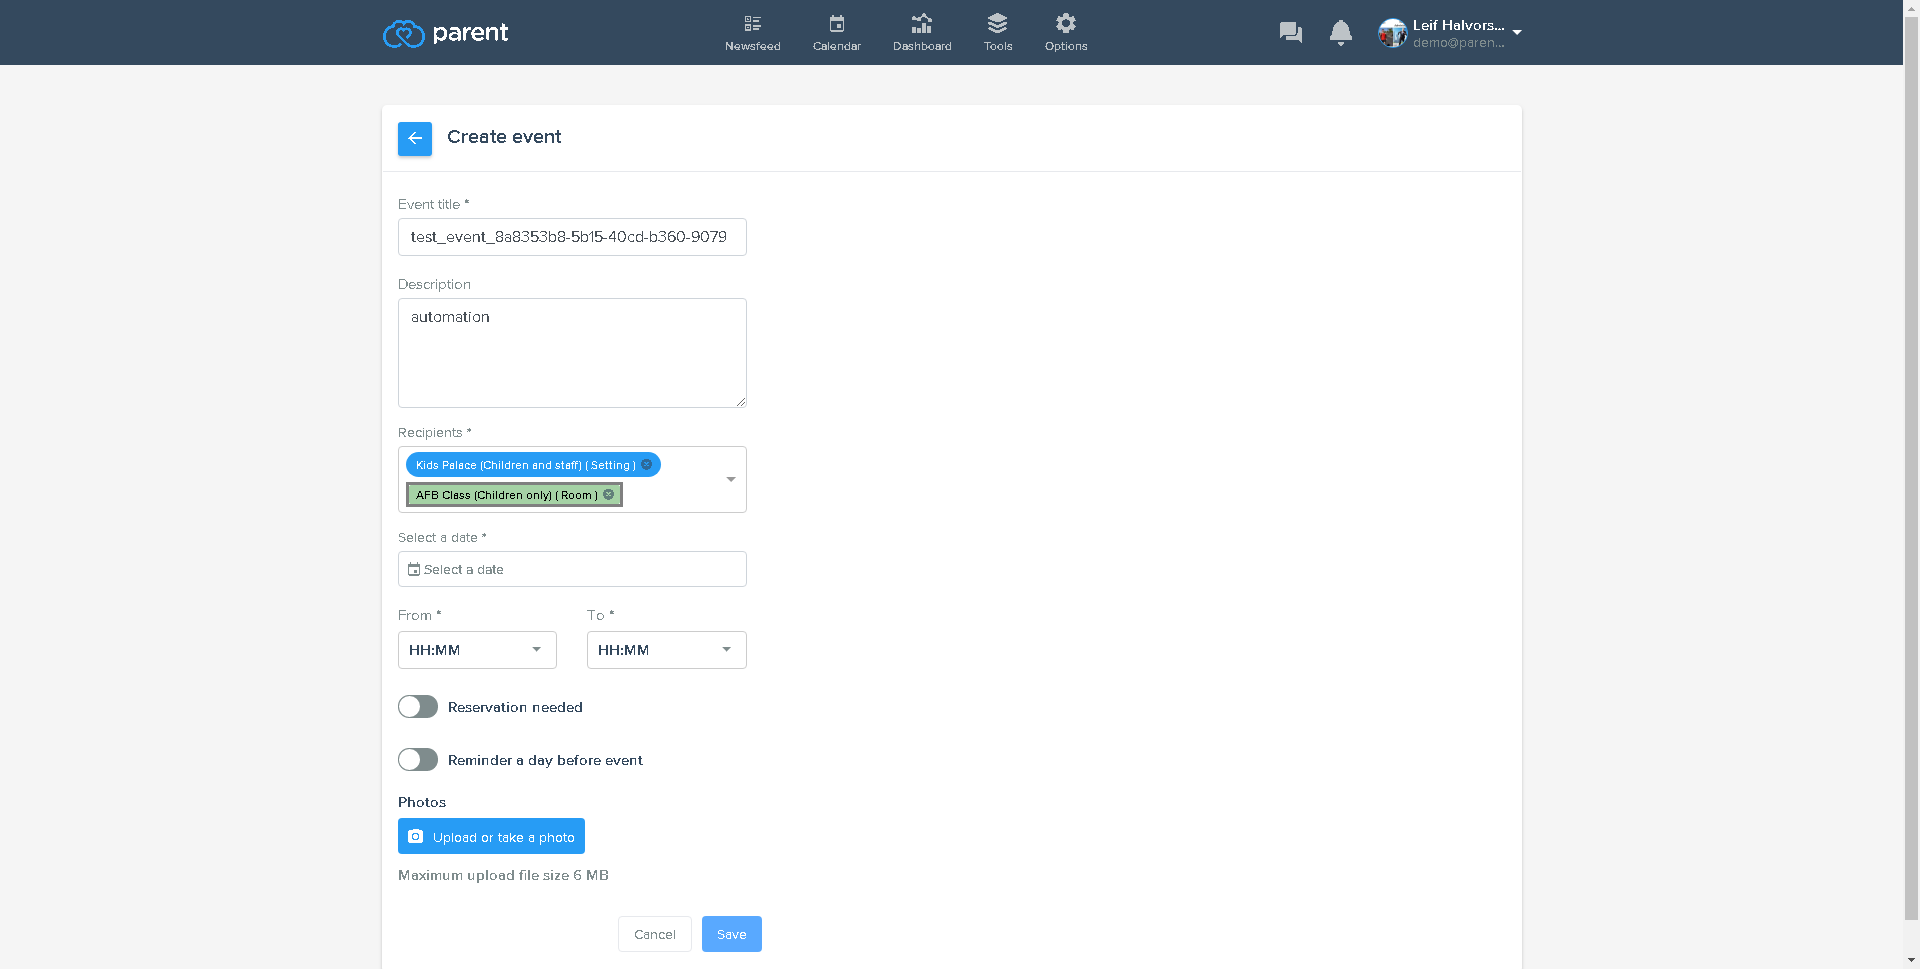 parent
Newsfeed
Calendar
Dashboard
Tools
Options
Leif Halvors...
demo@paren...
Create event
Event title *
test_event_8a8353b8-5b15-40cd-b360-9079
Description
automation
Recipients *
Kids Palace (Children and staff) ( Setting )
AFB Class (Children only) ( Room )
Select a date *
Select a date
From *
To *
HH:MM
HH:MM
Reservation needed
Reminder a day before event
Photos
Upload or take a photo
Maximum upload file size 6 MB
Cancel
Save